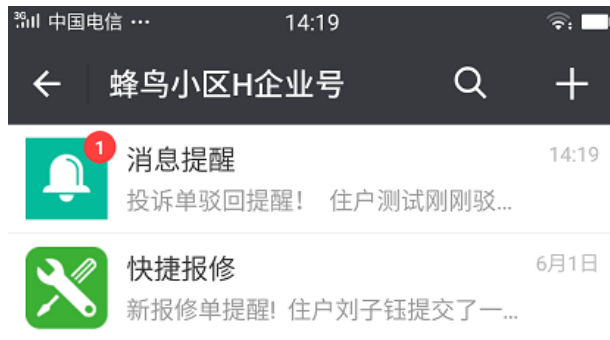 3G 中国电信 … 14:19
蜂鸟小区H企业号
1 消息提醒 14:19
投诉单驳回提醒！ 住户测试刚刚驳...
快捷报修 6月1日
新报修单提醒! 住户刘子钰提交了一...